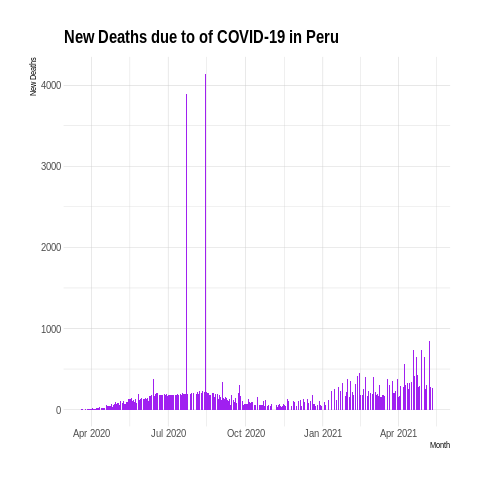 New Deaths due to of COVID-19 in Peru
New Deaths
4000
3000
2000
1000
0
Apr 2020 Jul 2020 Oct 2020 Jan 2021 Apr 2021
Month